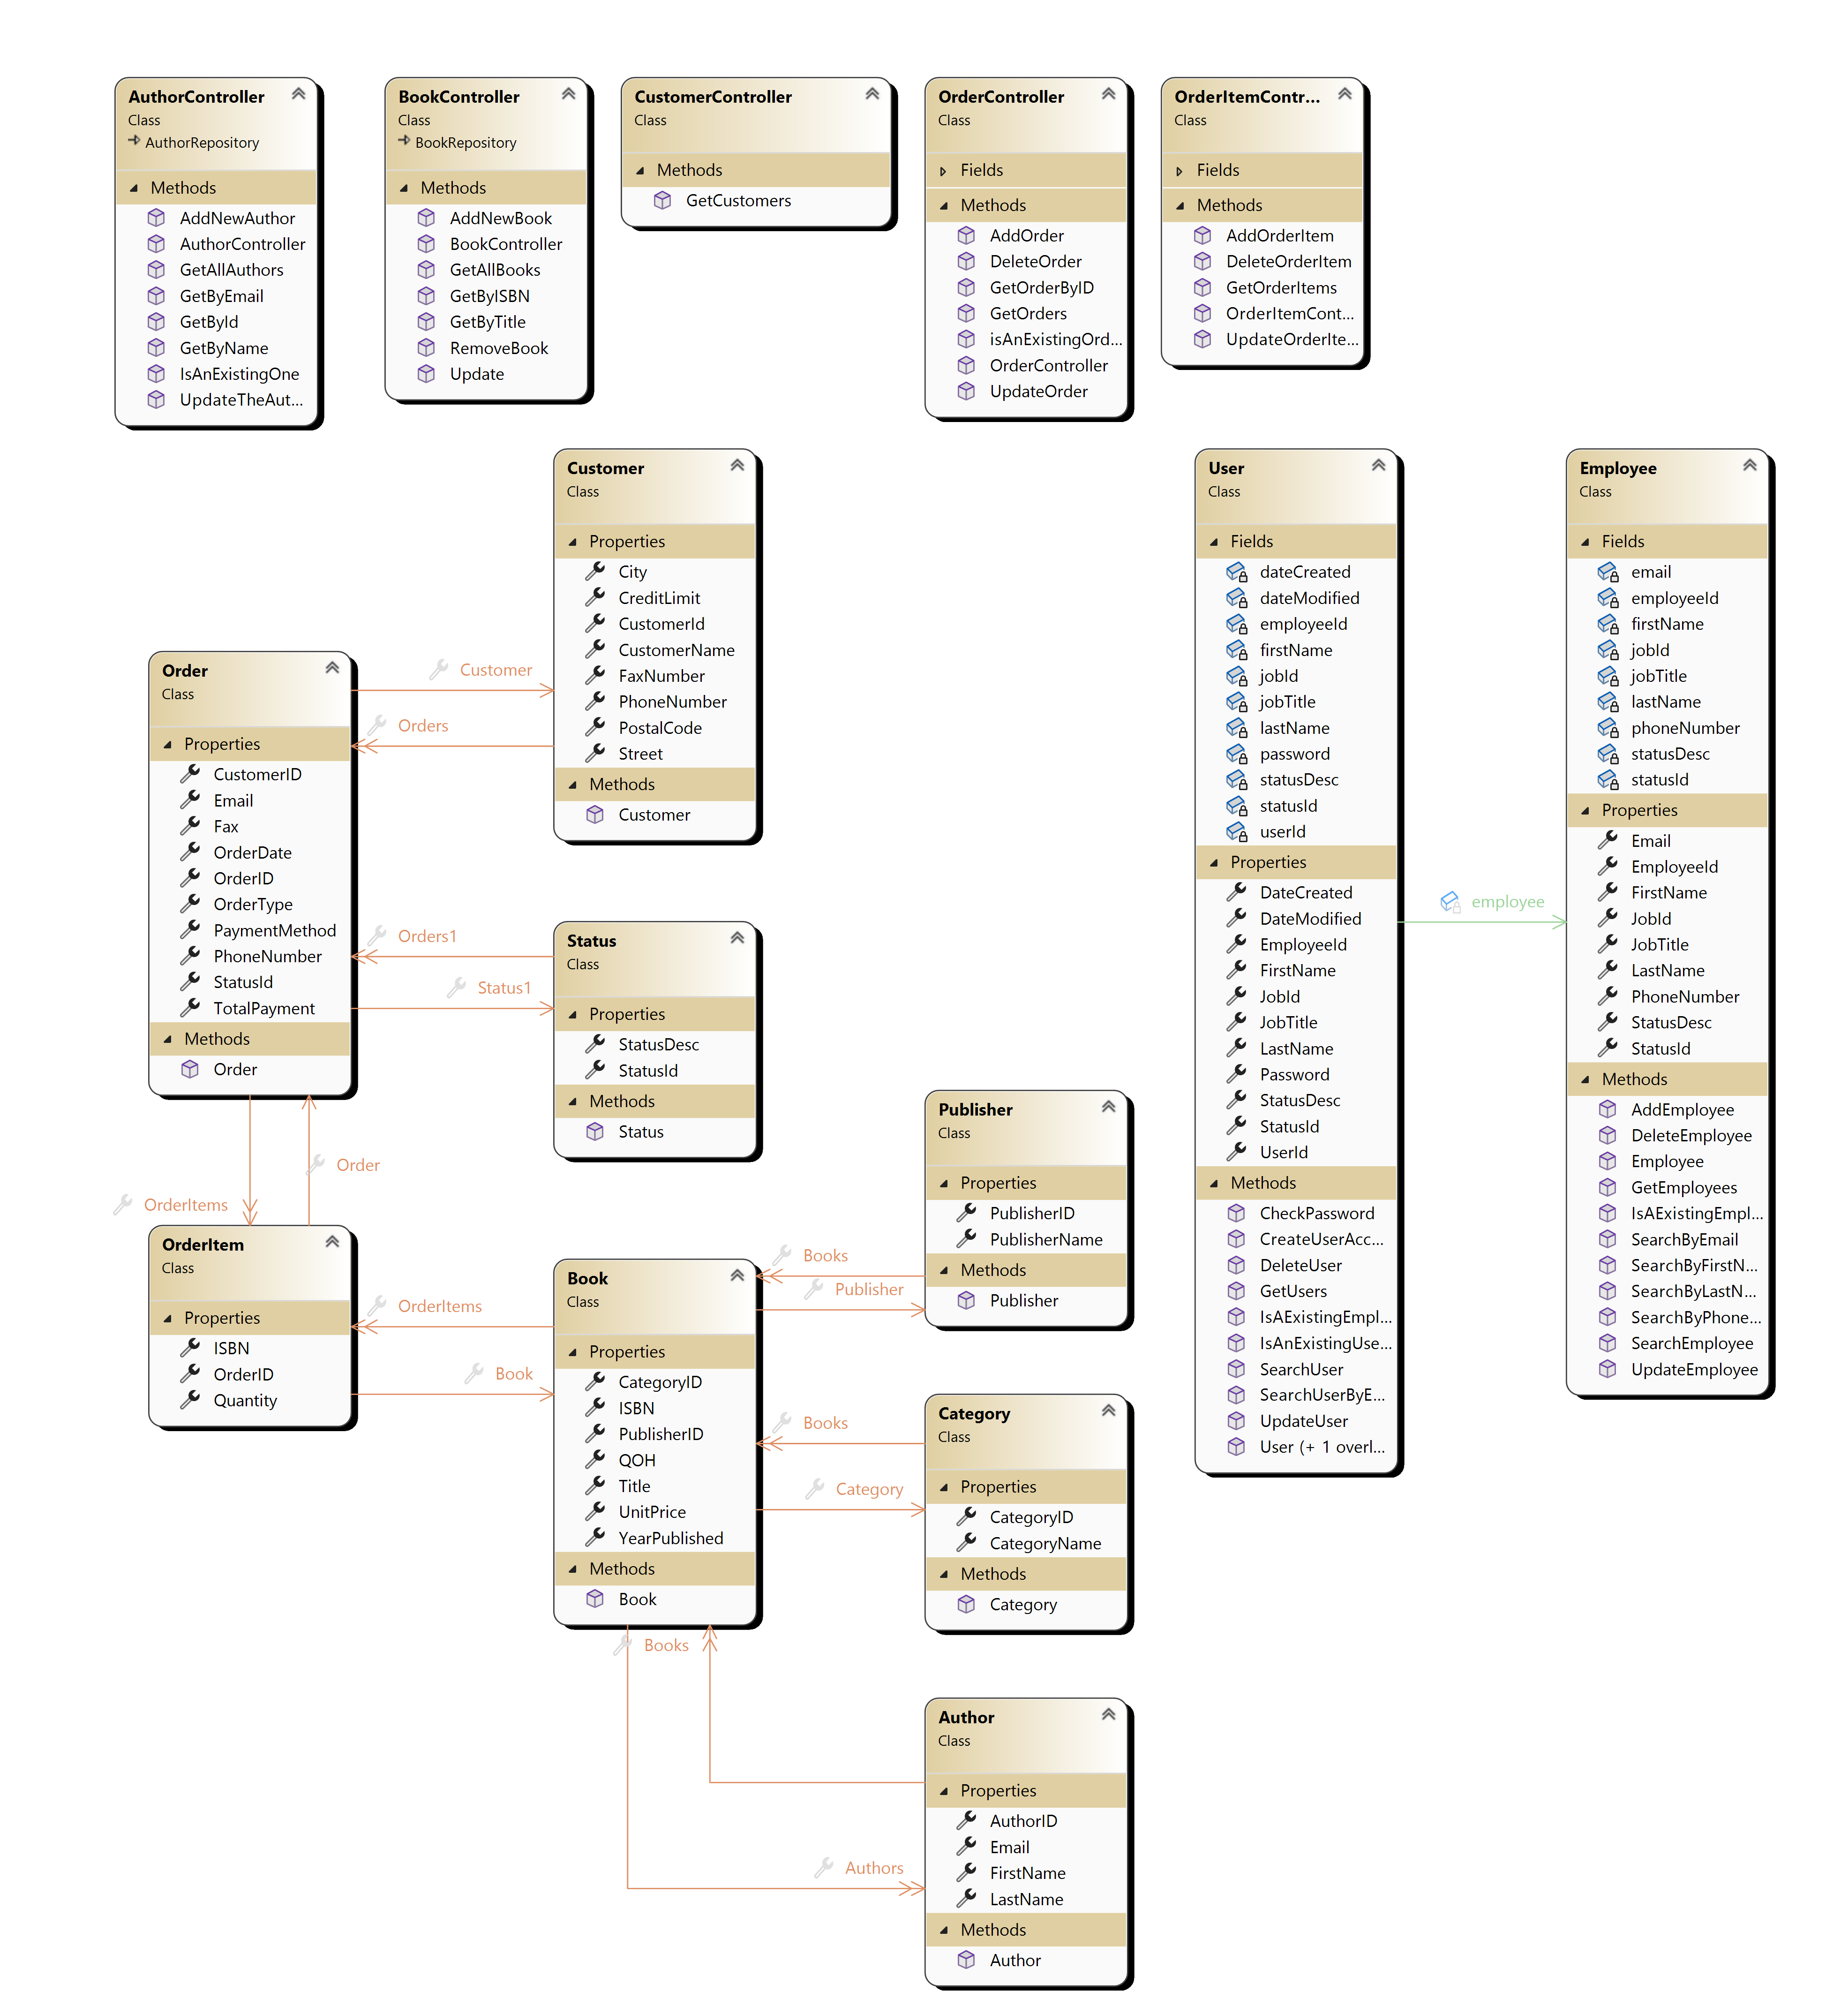 AuthorController
Class
AuthorRepository
Methods
AddNewAuthor
AuthorController
GetAllAuthors
GetByEmail
GetById
GetByName
IsAnExistingOne
UpdateTheAut...
BookController
Class
BookRepository
Methods
AddNewBook
BookController
GetAllBooks
GetByISBN
GetByTitle
RemoveBook
Update
CustomerController
Class
Methods
GetCustomers
OrderController
Class
Fields
Methods
AddOrder
DeleteOrder
GetOrderByID
GetOrders
isAnExistingOrd...
OrderController
UpdateOrder
OrderItemContr...
Class
Fields
Methods
AddOrderItem
DeleteOrderItem
GetOrderItems
OrderItemCont...
UpdateOrderIte...
Customer
Class
Properties
City
CreditLimit
CustomerId
CustomerName
FaxNumber
PhoneNumber
PostalCode
Street
Methods
Customer
User
Class
Fields
dateCreated
dateModified
employeeId
firstName
jobId
jobTitle
lastName
password
statusDesc
statusId
userId
Properties
DateCreated
DateModified
EmployeeId
FirstName
JobId
JobTitle
LastName
Password
StatusDesc
StatusId
UserId
Methods
CheckPassword
CreateUserAcc...
DeleteUser
GetUsers
IsAExistingEmpl...
IsAnExistingUse...
SearchUser
SearchUserByE...
UpdateUser
User (+ 1 overl...
employee
Employee
Class
Fields
email
employeeId
firstName
jobId
jobTitle
lastName
phoneNumber
statusDesc
statusId
Properties
Email
EmployeeId
FirstName
JobId
JobTitle
LastName
PhoneNumber
StatusDesc
StatusId
Methods
AddEmployee
DeleteEmployee
Employee
GetEmployees
IsAExistingEmpl...
SearchByEmail
SearchByFirstN...
SearchByLastN...
SearchByPhone...
SearchEmployee
UpdateEmployee
Order
Class
Properties
CustomerID
Email
Fax
OrderDate
OrderID
OrderType
PaymentMethod
PhoneNumber
StatusId
TotalPayment
Methods
Order
Customer
Orders
Orders1
Status1
Status
Class
Properties
StatusDesc
StatusId
Methods
Status
Order
OrderItems
OrderItem
Class
Properties
ISBN
OrderID
Quantity
OrderItems
Book
Book
Class
Properties
CategoryID
ISBN
PublisherID
QOH
Title
UnitPrice
YearPublished
Methods
Book
Books
Publisher
Publisher
Class
Properties
PublisherID
PublisherName
Methods
Publisher
Books
Category
Category
Class
Properties
CategoryID
CategoryName
Methods
Category
Books
Authors
Author
Class
Properties
AuthorID
Email
FirstName
LastName
Methods
Author